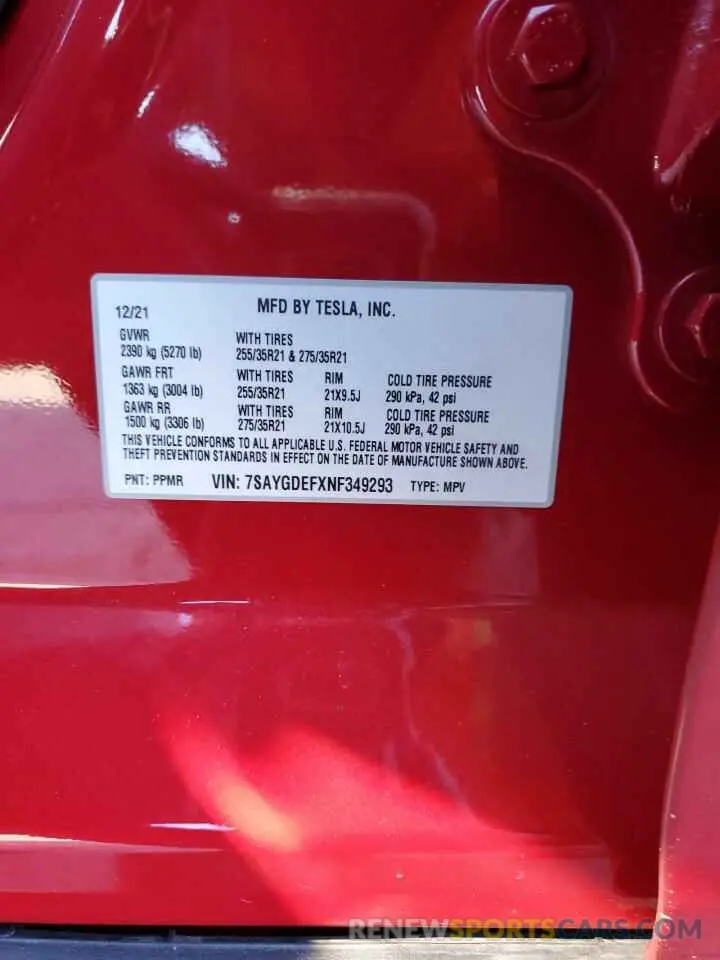 12/21 MFD BY TESLA, INC.
GVWR WITH TIRES
2390 kg (5270 lb) 255/35R21 & 275/35R21
GAWR FRT WITH TIRES RIM COLD TIRE PRESSURE
1363 kg (3004 lb) 255/35R21 21X9.5J 290 kPa, 42 psi
GAWR RR WITH TIRES RIM COLD TIRE PRESSURE
1500 kg (3306 lb) 275/35R21 21X10.5J 290 kPa, 42 psi
THIS VEHICLE CONFORMS TO ALL APPLICABLE U.S. FEDERAL MOTOR VEHICLE SAFETY AND
THEFT PREVENTION STANDARDS IN EFFECT ON THE DATE OF MANUFACTURE SHOWN ABOVE.
PNT: PPMR VIN: 7SAYGDEFXNF349293 TYPE: MPV
RENEWSPORTSCARS.COM